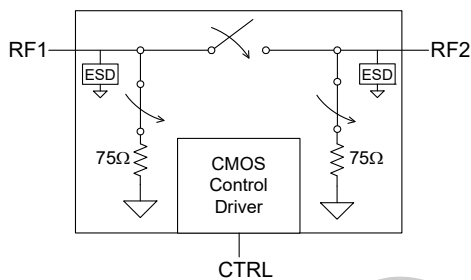 RF1
RF2
ESD
ESD
75Ω
75Ω
CMOS
Control
Driver
CTRL